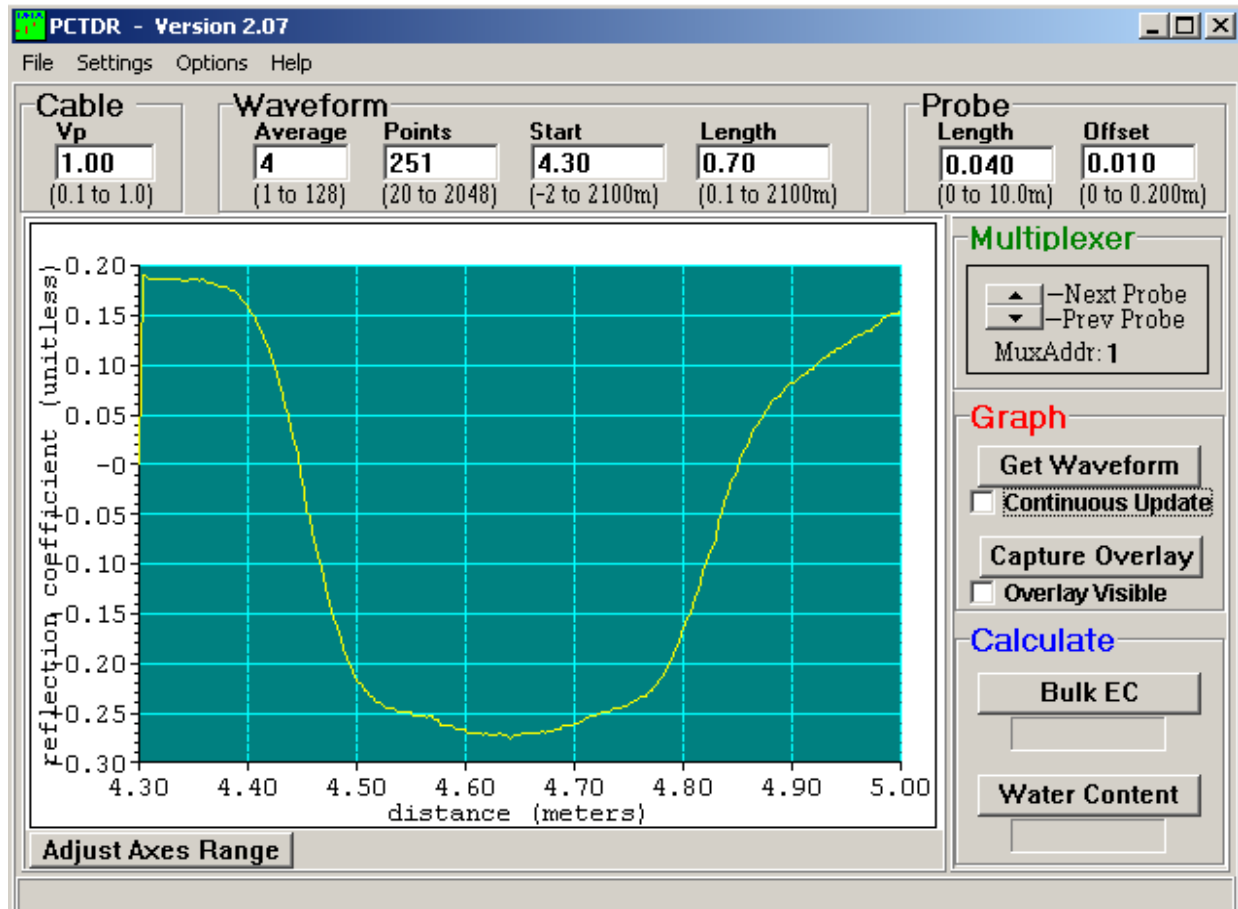 PCTDR - Version 2.07
File Settings Options Help
Cable
Vp
1.00
(0.1 to 1.0)
Waveform
Average Points Start Length
4 251 4.30 0.70
(1 to 128) (20 to 2048) (-2 to 2100m) (0.1 to 2100m)
Probe
Length Offset
0.040 0.010
(0 to 10.0m) (0 to 0.200m)
reflection coefficient (unitless)
0.20
0.15
0.10
0.05
-0
-0.05
-0.10
-0.15
-0.20
-0.25
-0.30
4.30 4.40 4.50 4.60 4.70 4.80 4.90 5.00
distance (meters)
Adjust Axes Range
Multiplexer
-Next Probe
-Prev Probe
MuxAddr: 1
Graph
Get Waveform
Continuous Update
Capture Overlay
Overlay Visible
Calculate
Bulk EC
Water Content